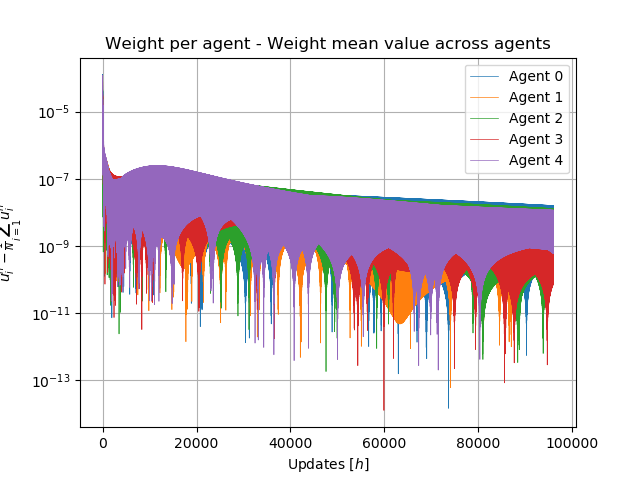 Weight per agent - Weight mean value across agents
10⁻⁵
10⁻⁷
10⁻⁹
10⁻¹¹
10⁻¹³
Agent 0
Agent 1
Agent 2
Agent 3
Agent 4
0 20000 40000 60000 80000 100000
Updates [h]